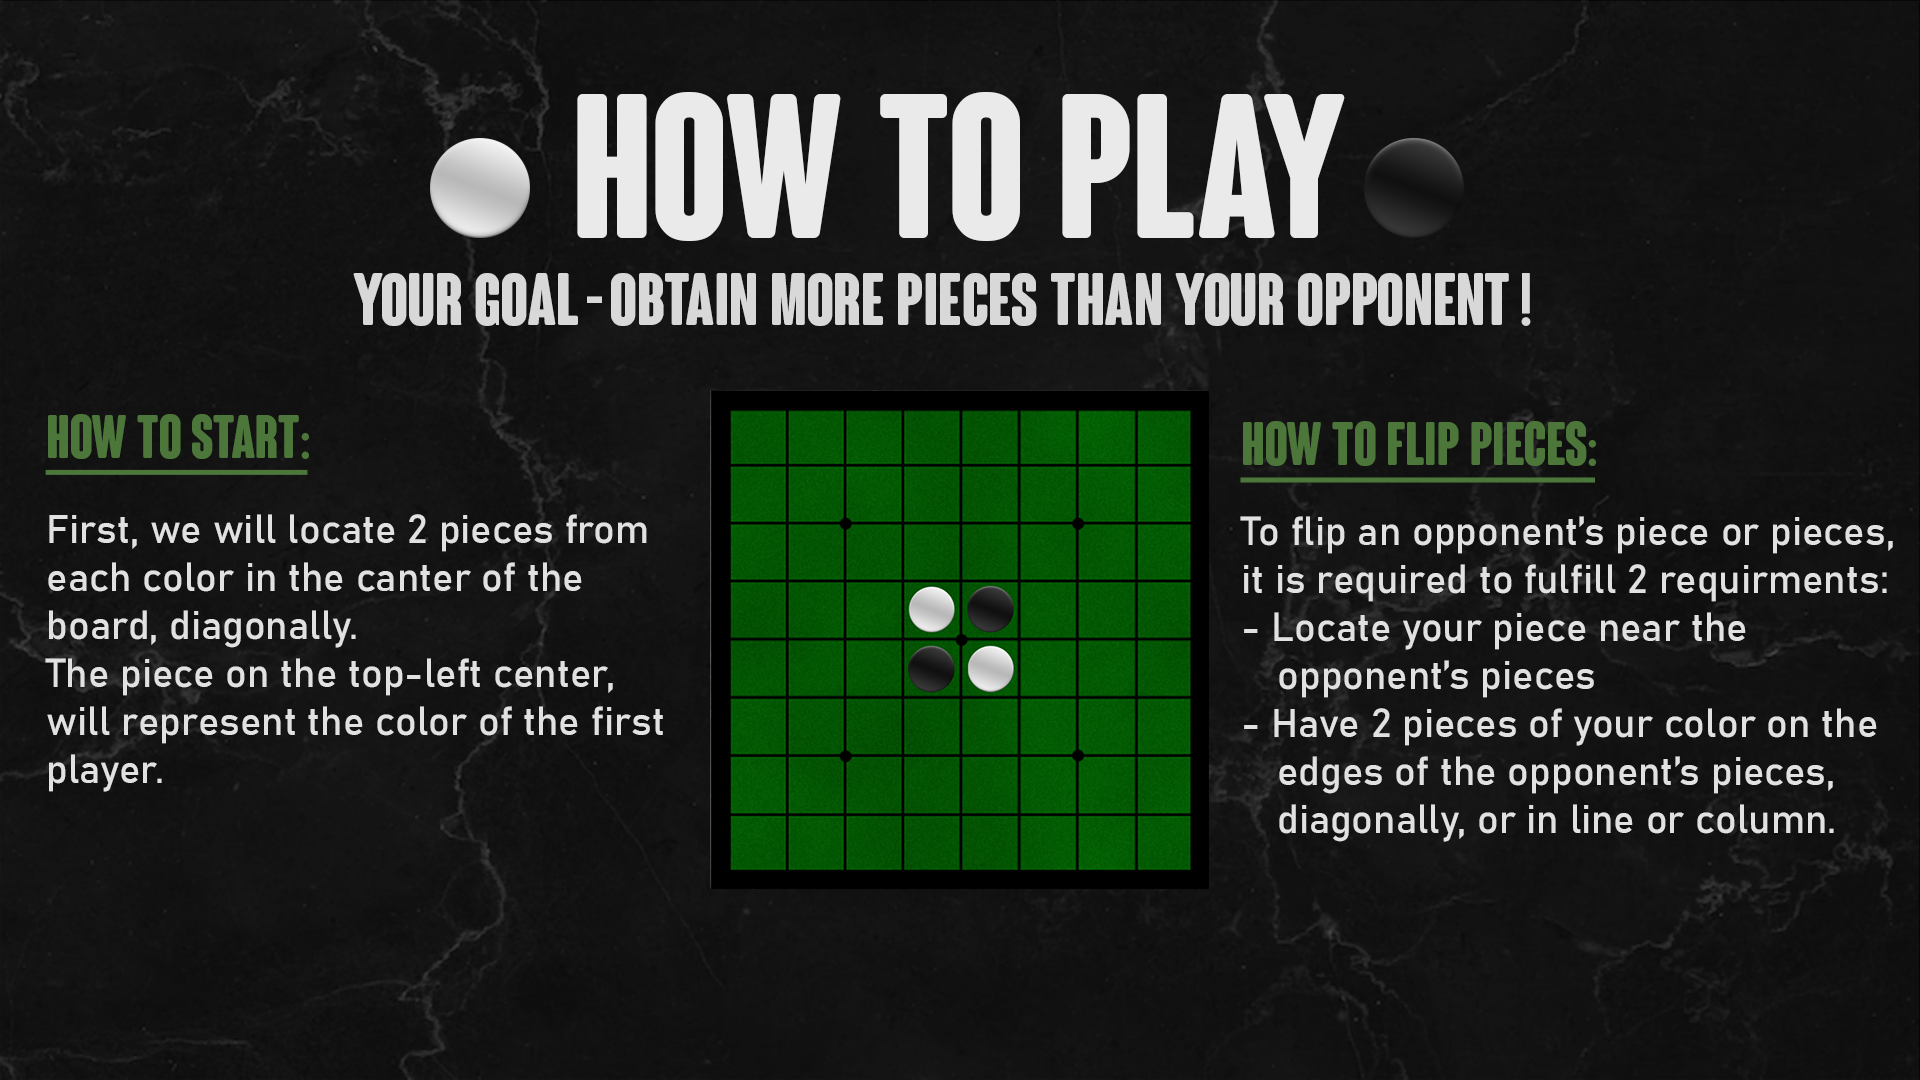 HOW TO PLAY
YOUR GOAL - OBTAIN MORE PIECES THAN YOUR OPPONENT !
HOW TO START:
First, we will locate 2 pieces from
each color in the canter of the
board, diagonally.
The piece on the top-left center,
will represent the color of the first
player.
HOW TO FLIP PIECES:
To flip an opponent's piece or pieces,
it is required to fulfill 2 requirments:
- Locate your piece near the
opponent's pieces
- Have 2 pieces of your color on the
edges of the opponent's pieces,
diagonally, or in line or column.